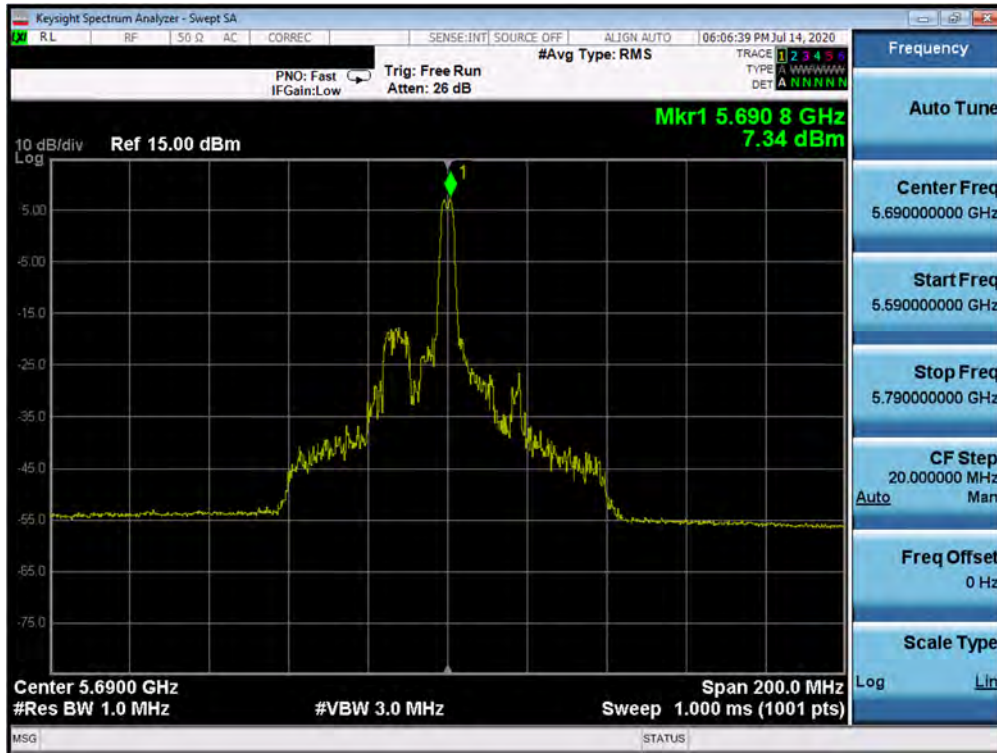 Keysight Spectrum Analyzer - Swept SA
LXI RL RF 50 Ω AC CORREC SENSE:INT SOURCE OFF ALIGN AUTO 06:06:39 PM Jul 14, 2020
#Avg Type: RMS
TRACE 1 2 3 4 5 6
TYPE A WWWWW
DET A N N N N N
PNO: Fast
IFGain:Low
Trig: Free Run
Atten: 26 dB
Mkr1 5.690 8 GHz
7.34 dBm
10 dB/div Ref 15.00 dBm
Log
1
5.00
-5.00
-15.0
-25.0
-35.0
-45.0
-55.0
-65.0
-75.0
Center 5.6900 GHz Span 200.0 MHz
#Res BW 1.0 MHz #VBW 3.0 MHz Sweep 1.000 ms (1001 pts)
MSG STATUS
Frequency
Auto Tune
Center Freq
5.690000000 GHz
Start Freq
5.590000000 GHz
Stop Freq
5.790000000 GHz
CF Step
20.000000 MHz
Auto Man
Freq Offset
0 Hz
Scale Type
Log Lin